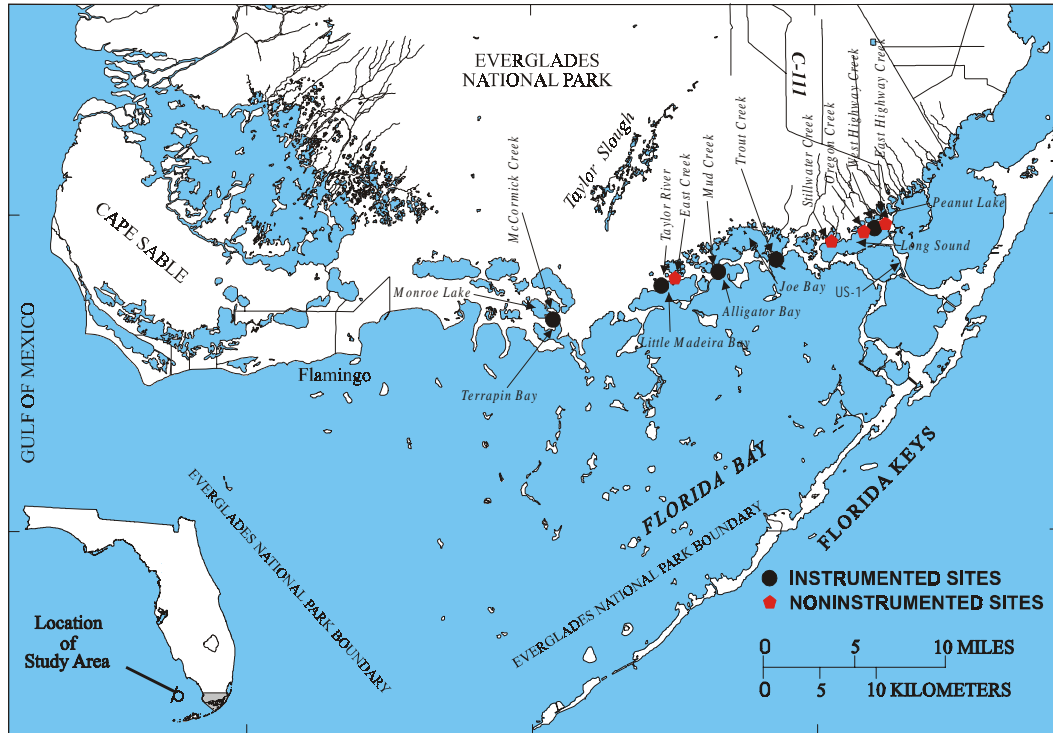 EVERGLADES
NATIONAL PARK
C-111
Taylor Slough
McCormick Creek
Taylor River
East Creek
Mud Creek
Trout Creek
Stillwater Creek
Oregon Creek
West Highway Creek
East Highway Creek
Peanut Lake
Long Sound
US-1
Joe Bay
Alligator Bay
Little Madeira Bay
CAPE SABLE
Monroe Lake
Flamingo
Terrapin Bay
GULF OF MEXICO
FLORIDA BAY
FLORIDA KEYS
EVERGLADES NATIONAL PARK BOUNDARY
EVERGLADES NATIONAL PARK BOUNDARY
Location
of
Study Area
INSTRUMENTED SITES
NONINSTRUMENTED SITES
0 5 10 MILES
0 5 10 KILOMETERS